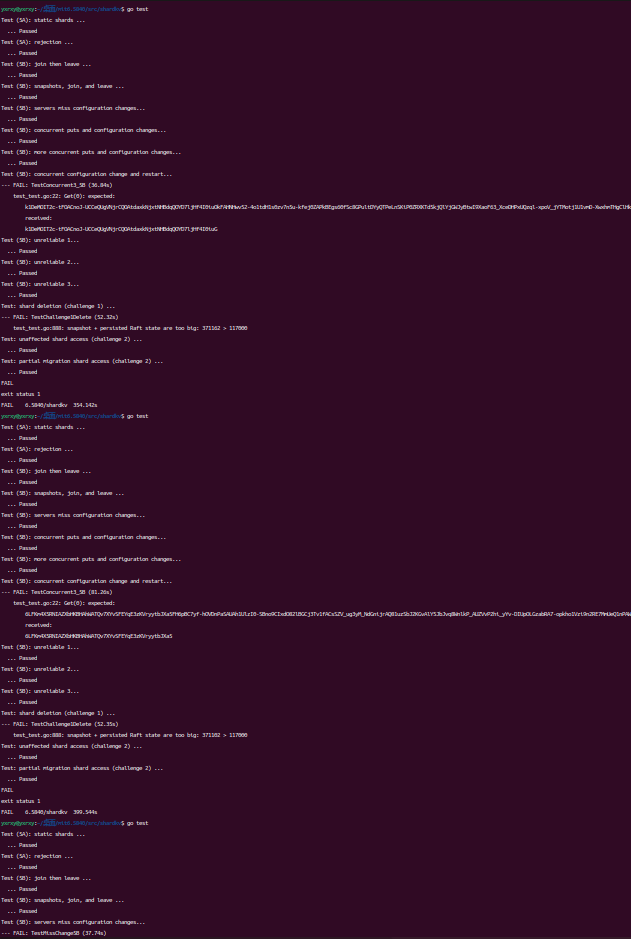 yxrxy@yxrxy:~/桌面/mit6.5840/src/shardkv$ go test
Test (5A): static shards ...
... Passed
Test (5A): rejection ...
... Passed
Test (5B): join then leave ...
... Passed
Test (5B): snapshots, join, and leave ...
... Passed
Test (5B): servers miss configuration changes...
... Passed
Test (5B): concurrent puts and configuration changes...
... Passed
Test (5B): more concurrent puts and configuration changes...
... Passed
Test (5B): concurrent configuration change and restart...
--- FAIL: TestConcurrent3_5B (36.84s)
test_test.go:22: Get(0): expected:
received:
Test (5B): unreliable 1...
... Passed
Test (5B): unreliable 2...
... Passed
Test (5B): unreliable 3...
... Passed
Test: shard deletion (challenge 1) ...
--- FAIL: TestChallenge1Delete (52.32s)
test_test.go:888: snapshot + persisted Raft state are too big: 371162 > 117000
Test: unaffected shard access (challenge 2) ...
... Passed
Test: partial migration shard access (challenge 2) ...
... Passed
FAIL
exit status 1
FAIL 6.5840/shardkv 354.142s
yxrxy@yxrxy:~/桌面/mit6.5840/src/shardkv$ go test
Test (5A): static shards ...
... Passed
Test (5A): rejection ...
... Passed
Test (5B): join then leave ...
... Passed
Test (5B): snapshots, join, and leave ...
... Passed
Test (5B): servers miss configuration changes...
... Passed
Test (5B): concurrent puts and configuration changes...
... Passed
Test (5B): more concurrent puts and configuration changes...
... Passed
Test (5B): concurrent configuration change and restart...
--- FAIL: TestConcurrent3_5B (81.26s)
test_test.go:22: Get(0): expected:
received:
Test (5B): unreliable 1...
... Passed
Test (5B): unreliable 2...
... Passed
Test (5B): unreliable 3...
... Passed
Test: shard deletion (challenge 1) ...
--- FAIL: TestChallenge1Delete (52.35s)
test_test.go:888: snapshot + persisted Raft state are too big: 371162 > 117000
Test: unaffected shard access (challenge 2) ...
... Passed
Test: partial migration shard access (challenge 2) ...
... Passed
FAIL
exit status 1
FAIL 6.5840/shardkv 399.544s
yxrxy@yxrxy:~/桌面/mit6.5840/src/shardkv$ go test
Test (5A): static shards ...
... Passed
Test (5A): rejection ...
... Passed
Test (5B): join then leave ...
... Passed
Test (5B): snapshots, join, and leave ...
... Passed
Test (5B): servers miss configuration changes...
--- FAIL: TestMissChange5B (37.74s)